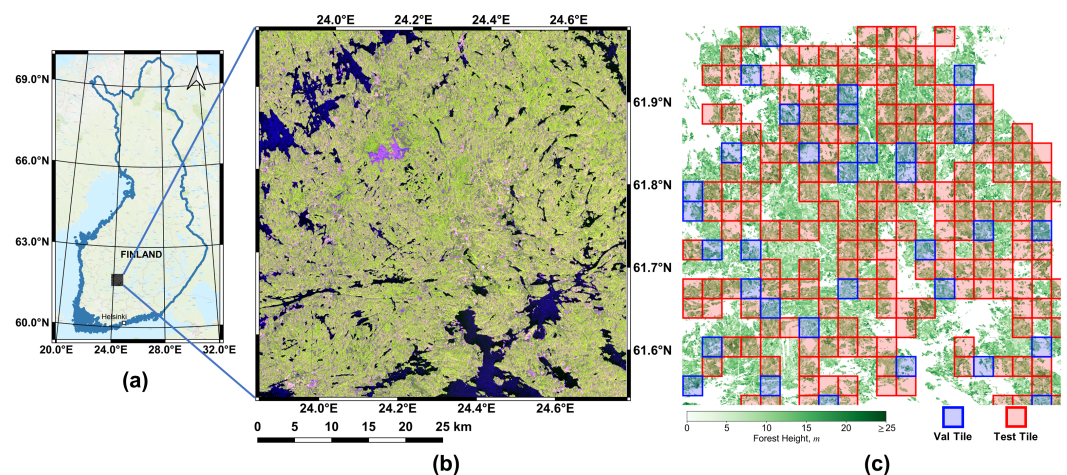 69.0°N
66.0°N
63.0°N
60.0°N
FINLAND
Helsinki
20.0°E 24.0°E 28.0°E 32.0°E
(a)
24.0°E 24.2°E 24.4°E 24.6°E
61.9°N
61.8°N
61.7°N
61.6°N
24.0°E 24.2°E 24.4°E 24.6°E
0 5 10 15 20 25 km
(b)
0 5 10 15 20 ≥25
Forest Height, m
Val Tile
Test Tile
(c)